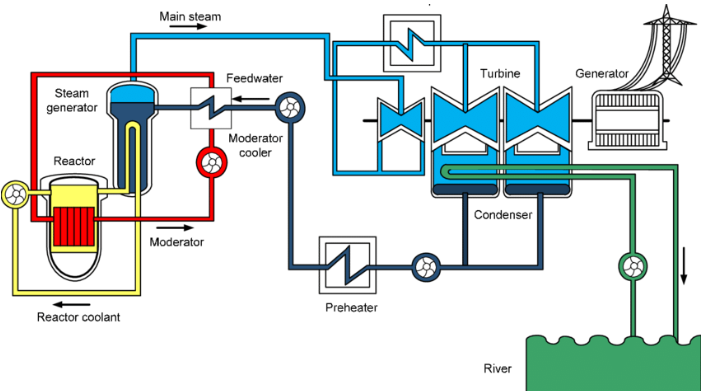 Main steam
Steam
generator
Feedwater
Turbine
Generator
Moderator
cooler
Reactor
Moderator
Condenser
Preheater
Reactor coolant
River